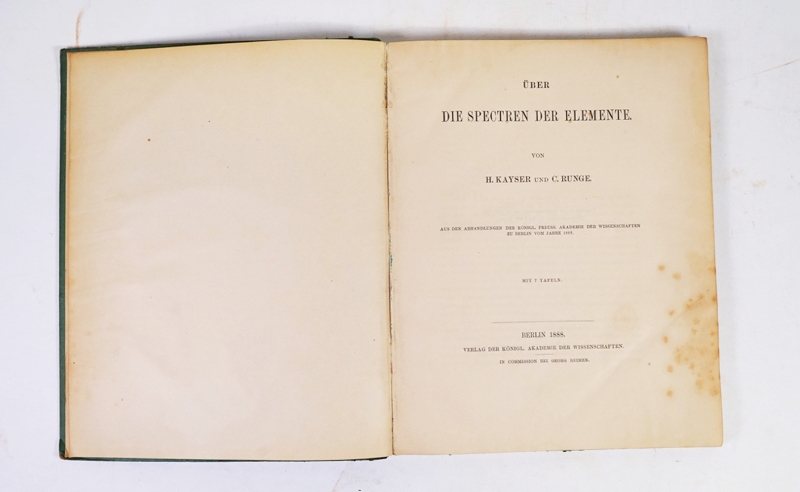 ÜBER
DIE SPECTREN DER ELEMENTE.
VON
H. KAYSER UND C. RUNGE.
AUS DEN ABHANDLUNGEN DER KÖNIGL. PREUSS. AKADEMIE DER WISSENSCHAFTEN
ZU BERLIN VOM JAHRE
MIT 7 TAFELN.
BERLIN 1888.
VERLAG DER KÖNIGL. AKADEMIE DER WISSENSCHAFTEN.
IN COMMISSION BEI GEORG REIMER.